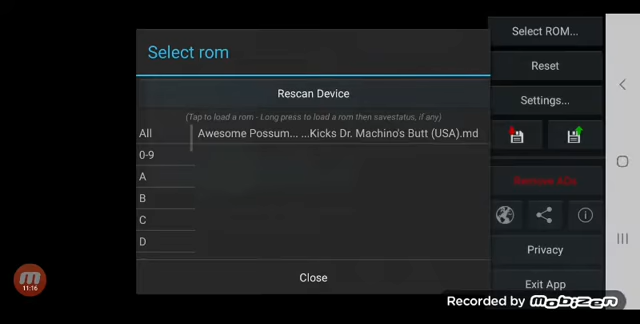 Select rom
Rescan Device
(Tap to load a rom - Long press to load a rom then savestatus, if any)
All
Awesome Possum... ...Kicks Dr. Machino's Butt (USA).md
0-9
A
B
C
D
Close
Select ROM...
Reset
Settings...
Remove ADs
Privacy
Exit App
11:16
Recorded by MOBIZEN